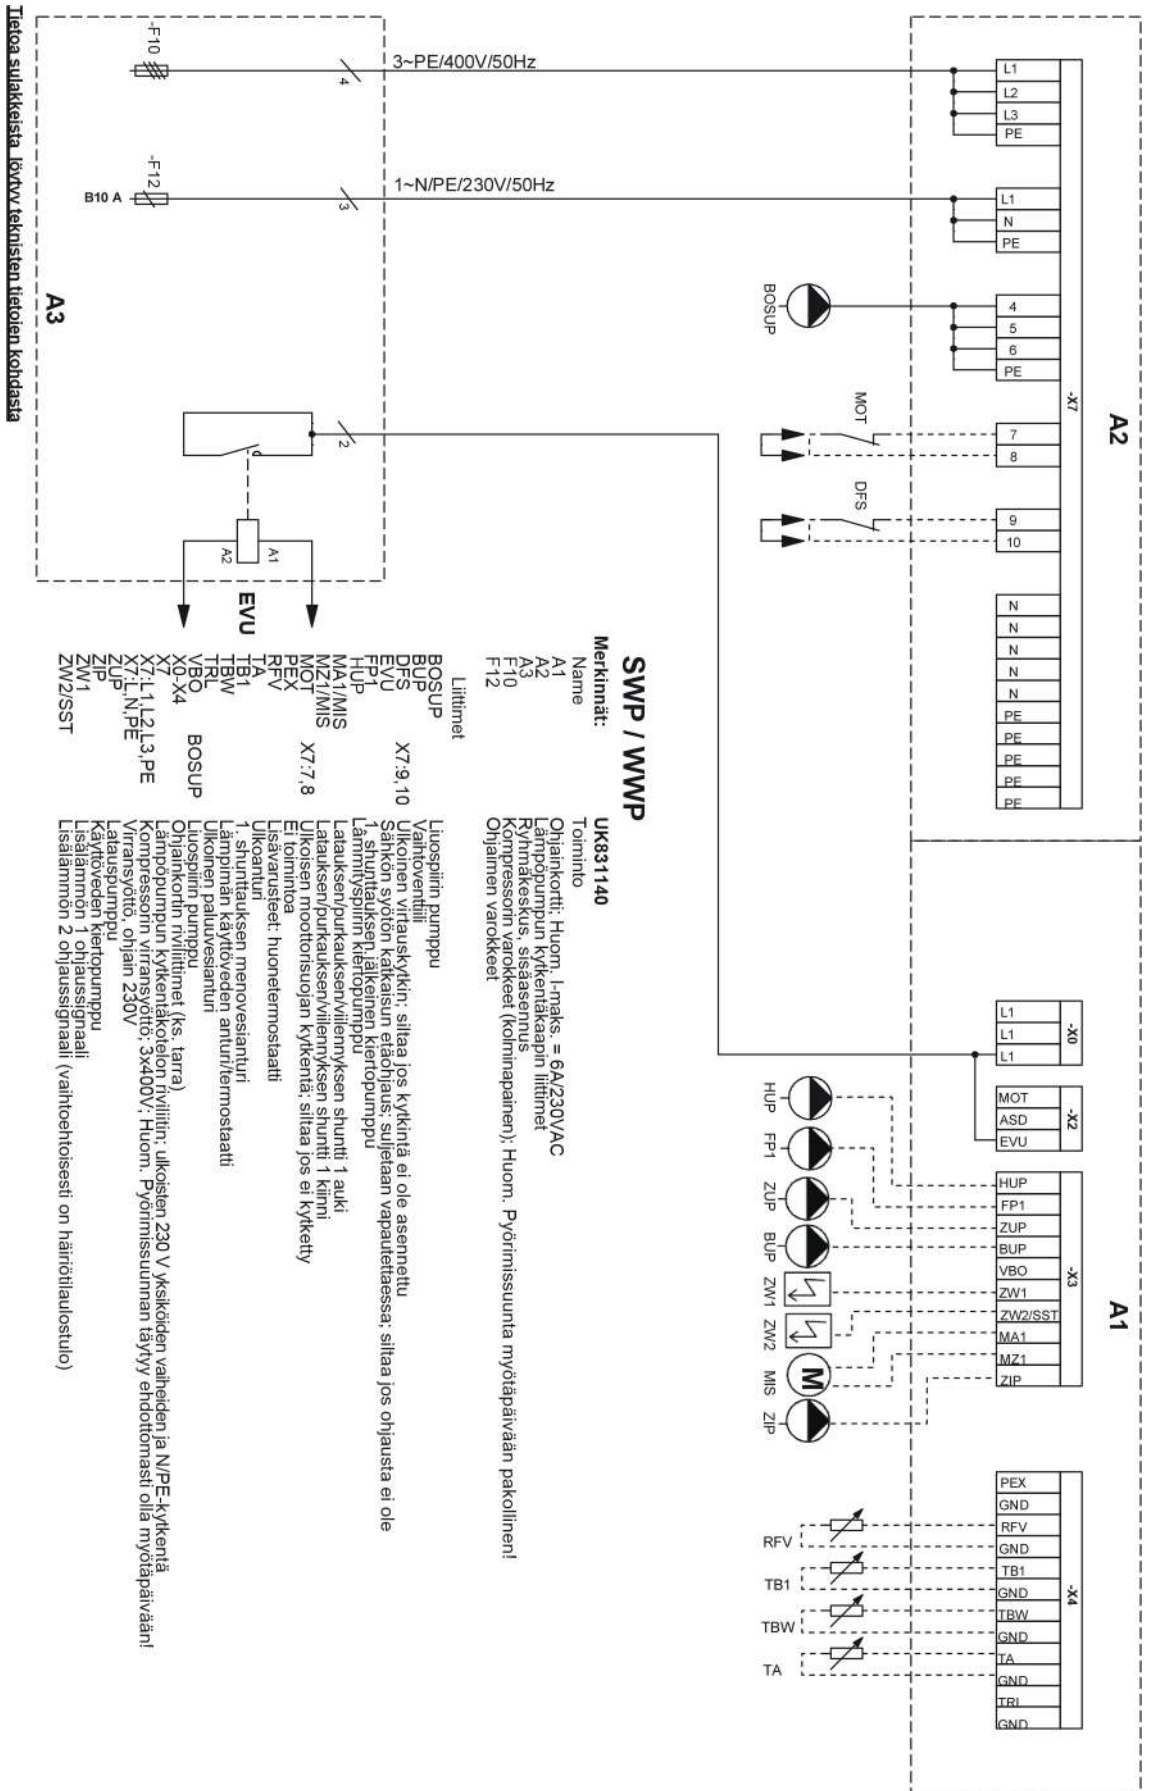 Tietoa sulakkeista löytyy teknisten tietojen kohdasta
A3
-F10
4
3~PE/400V/50Hz
B10 A
-F12
3
1~N/PE/230V/50Hz
2
A1
A2
EVU
A2
-X7
L1
L2
L3
PE
L1
N
PE
4
5
6
PE
7
8
9
10
N
N
N
N
N
PE
PE
PE
PE
PE
BOSUP
MOT
DFS
A1
-X0
L1
L1
L1
-X2
MOT
ASD
EVU
-X3
HUP
FP1
ZUP
BUP
VBO
ZW1
ZW2/SST
MA1
MZ1
ZIP
-X4
PEX
GND
RFV
GND
TB1
GND
TBW
GND
TA
GND
TRL
GND
HUP
FP1
ZUP
BUP
ZW1
ZW2
MIS
M
ZIP
RFV
TB1
TBW
TA
SWP / WWP
Merkinnät: UK831140
Name Toiminto
A1 Ohjainkortti; Huom. I-maks. = 6A/230VAC
A2 Lämpöpumpun kytkentäkaapin liittimet
A3 Ryhmäkeskus, sisäasennus
F10 Kompressorin varokkeet (kolminapainen); Huom. Pyörimissuunta myötäpäivään pakollinen!
F12 Ohjaimen varokkeet
Liittimet
BOSUP Liuospiirin pumppu
BUP Vaihtoventtiili
DFS X7:9,10 Ulkoinen virtauskytkin; siltaa jos kytkintä ei ole asennettu
EVU Sähkön syötön katkaisun etäohjaus; suljetaan vapautettaessa; siltaa jos ohjausta ei ole
FP1 1. shunttauksen jälkeinen kiertopumppu
HUP Lämmityspiirin kiertopumppu
MA1/MIS Latauksen/purkauksen/viilennyksen shuntti 1 auki
MZ1/MIS Latauksen/purkauksen/viilennyksen shuntti 1 kiinni
MOT X7:7,8 Ulkoisen moottorisuojan kytkentä; siltaa jos ei kytketty
PEX Ei toimintoa
RFV Lisävarusteet: huonetermostaatti
TA Ulkoanturi
TB1 1. shunttauksen menovesianturi
TBW Lämpimän käyttöveden anturi/termostaatti
TRL Ulkoinen paluuvesianturi
VBO BOSUP Liuospiirin pumppu
X0-X4 Ohjainkortin riviliittimet (ks. tarra)
X7 Lämpöpumpun kytkentäkotelon riviliitin; ulkoisten 230 V yksiköiden vaiheiden ja N/PE-kytkentä
X7:L1,L2,L3,PE Kompressorin virransyöttö; 3x400V; Huom. Pyörimissuunnan täytyy ehdottomasti olla myötäpäivään!
X7:L,N,PE Virransyöttö, ohjain 230V
ZUP Latauspumppu
ZIP Käyttöveden kiertopumppu
ZW1 Lisälämmön 1 ohjaussignaali
ZW2/SST Lisälämmön 2 ohjaussignaali (vaihtoehtoisesti on häiriötilaulostulo)